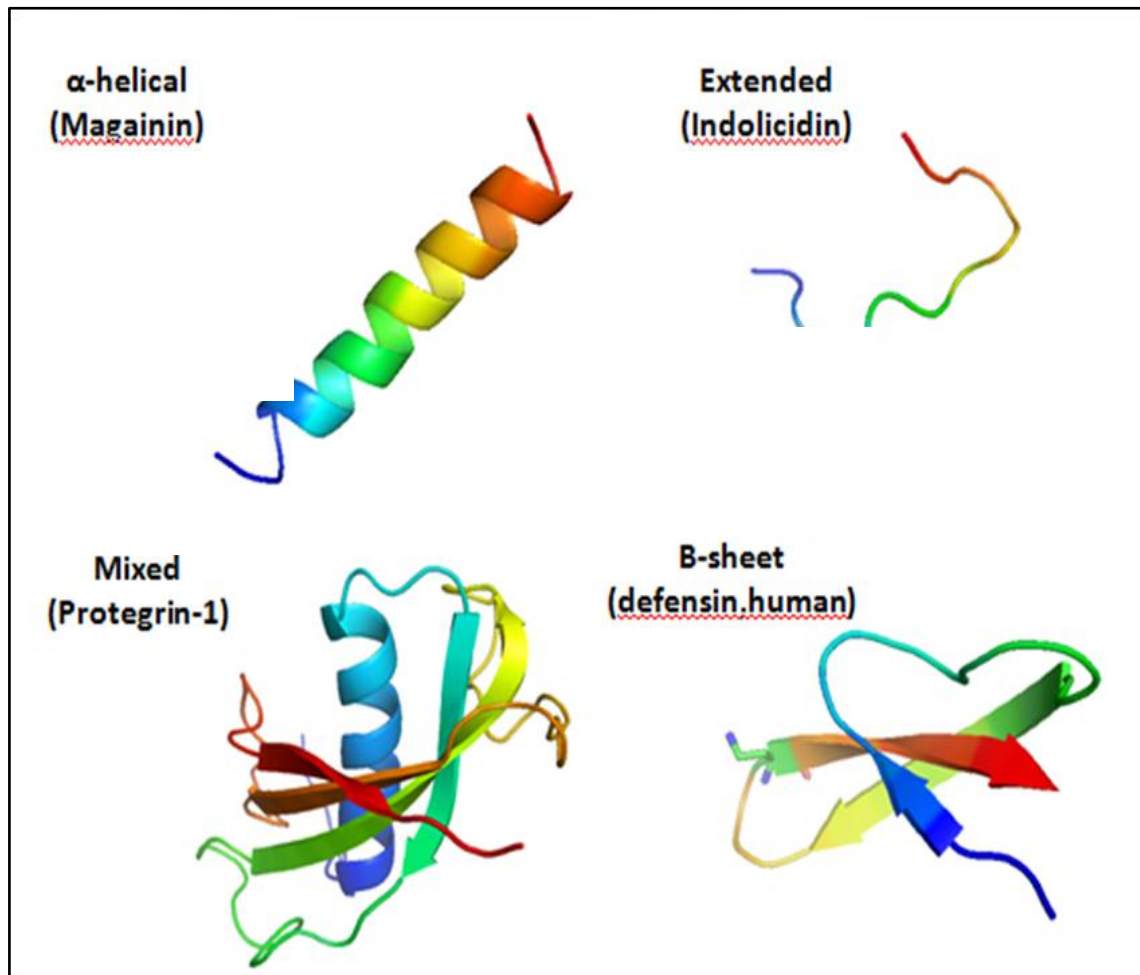 α-helical
(Magainin)
Extended
(Indolicidin)
Mixed
(Protegrin-1)
B-sheet
(defensin.human)